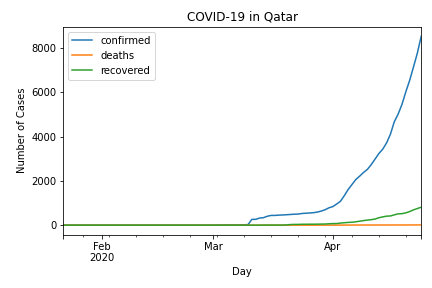 COVID-19 in Qatar
confirmed
deaths
recovered
Number of Cases
8000
6000
4000
2000
0
Feb
2020
Mar
Apr
Day